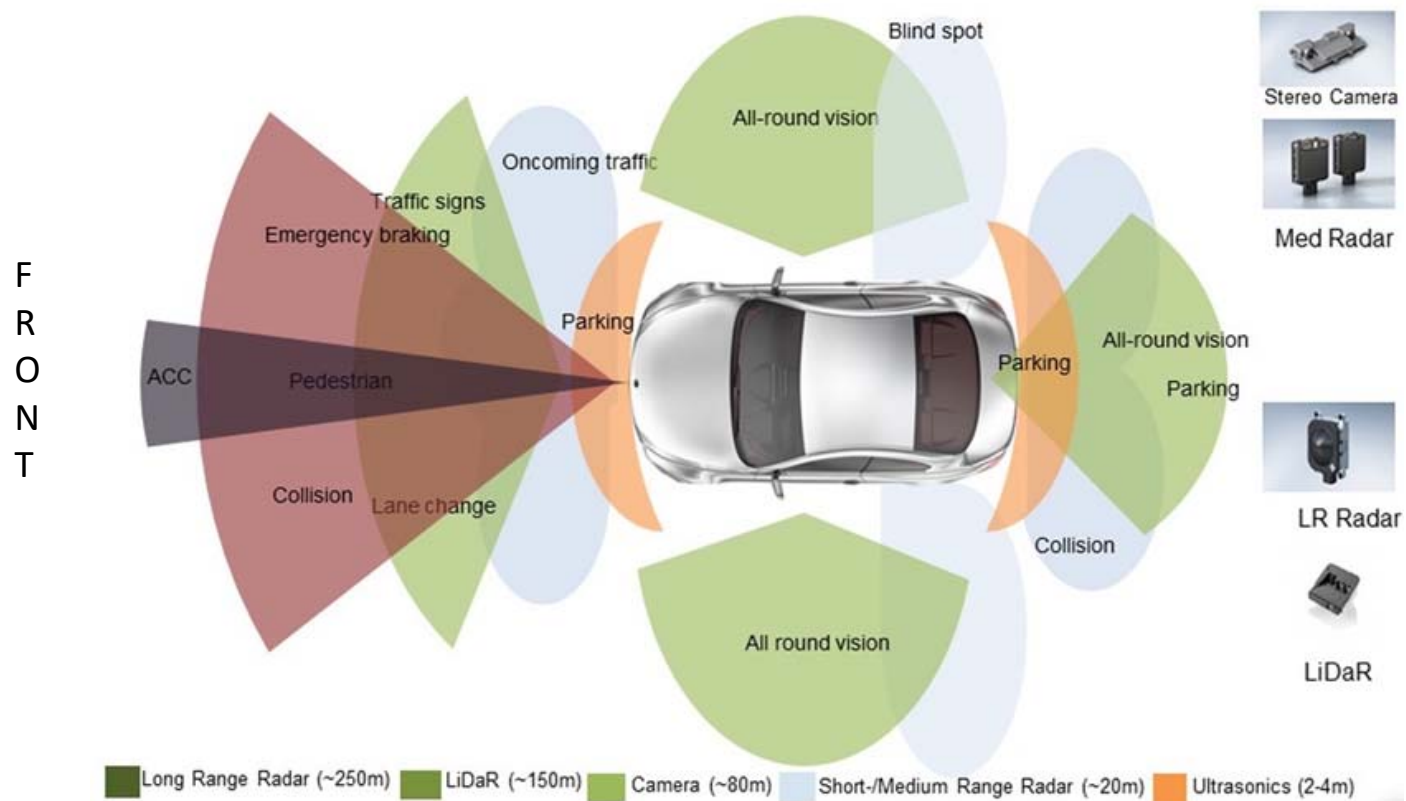 Blind spot
Stereo Camera
All-round vision
Oncoming traffic
Traffic signs
Emergency braking
Med Radar
F
R
O
N
T
Parking
ACC
Pedestrian
Parking
All-round vision
Parking
Collision
Lane change
LR Radar
Collision
All round vision
LiDaR
Long Range Radar (~250m)
LiDaR (~150m)
Camera (~80m)
Short-/Medium Range Radar (~20m)
Ultrasonics (2-4m)